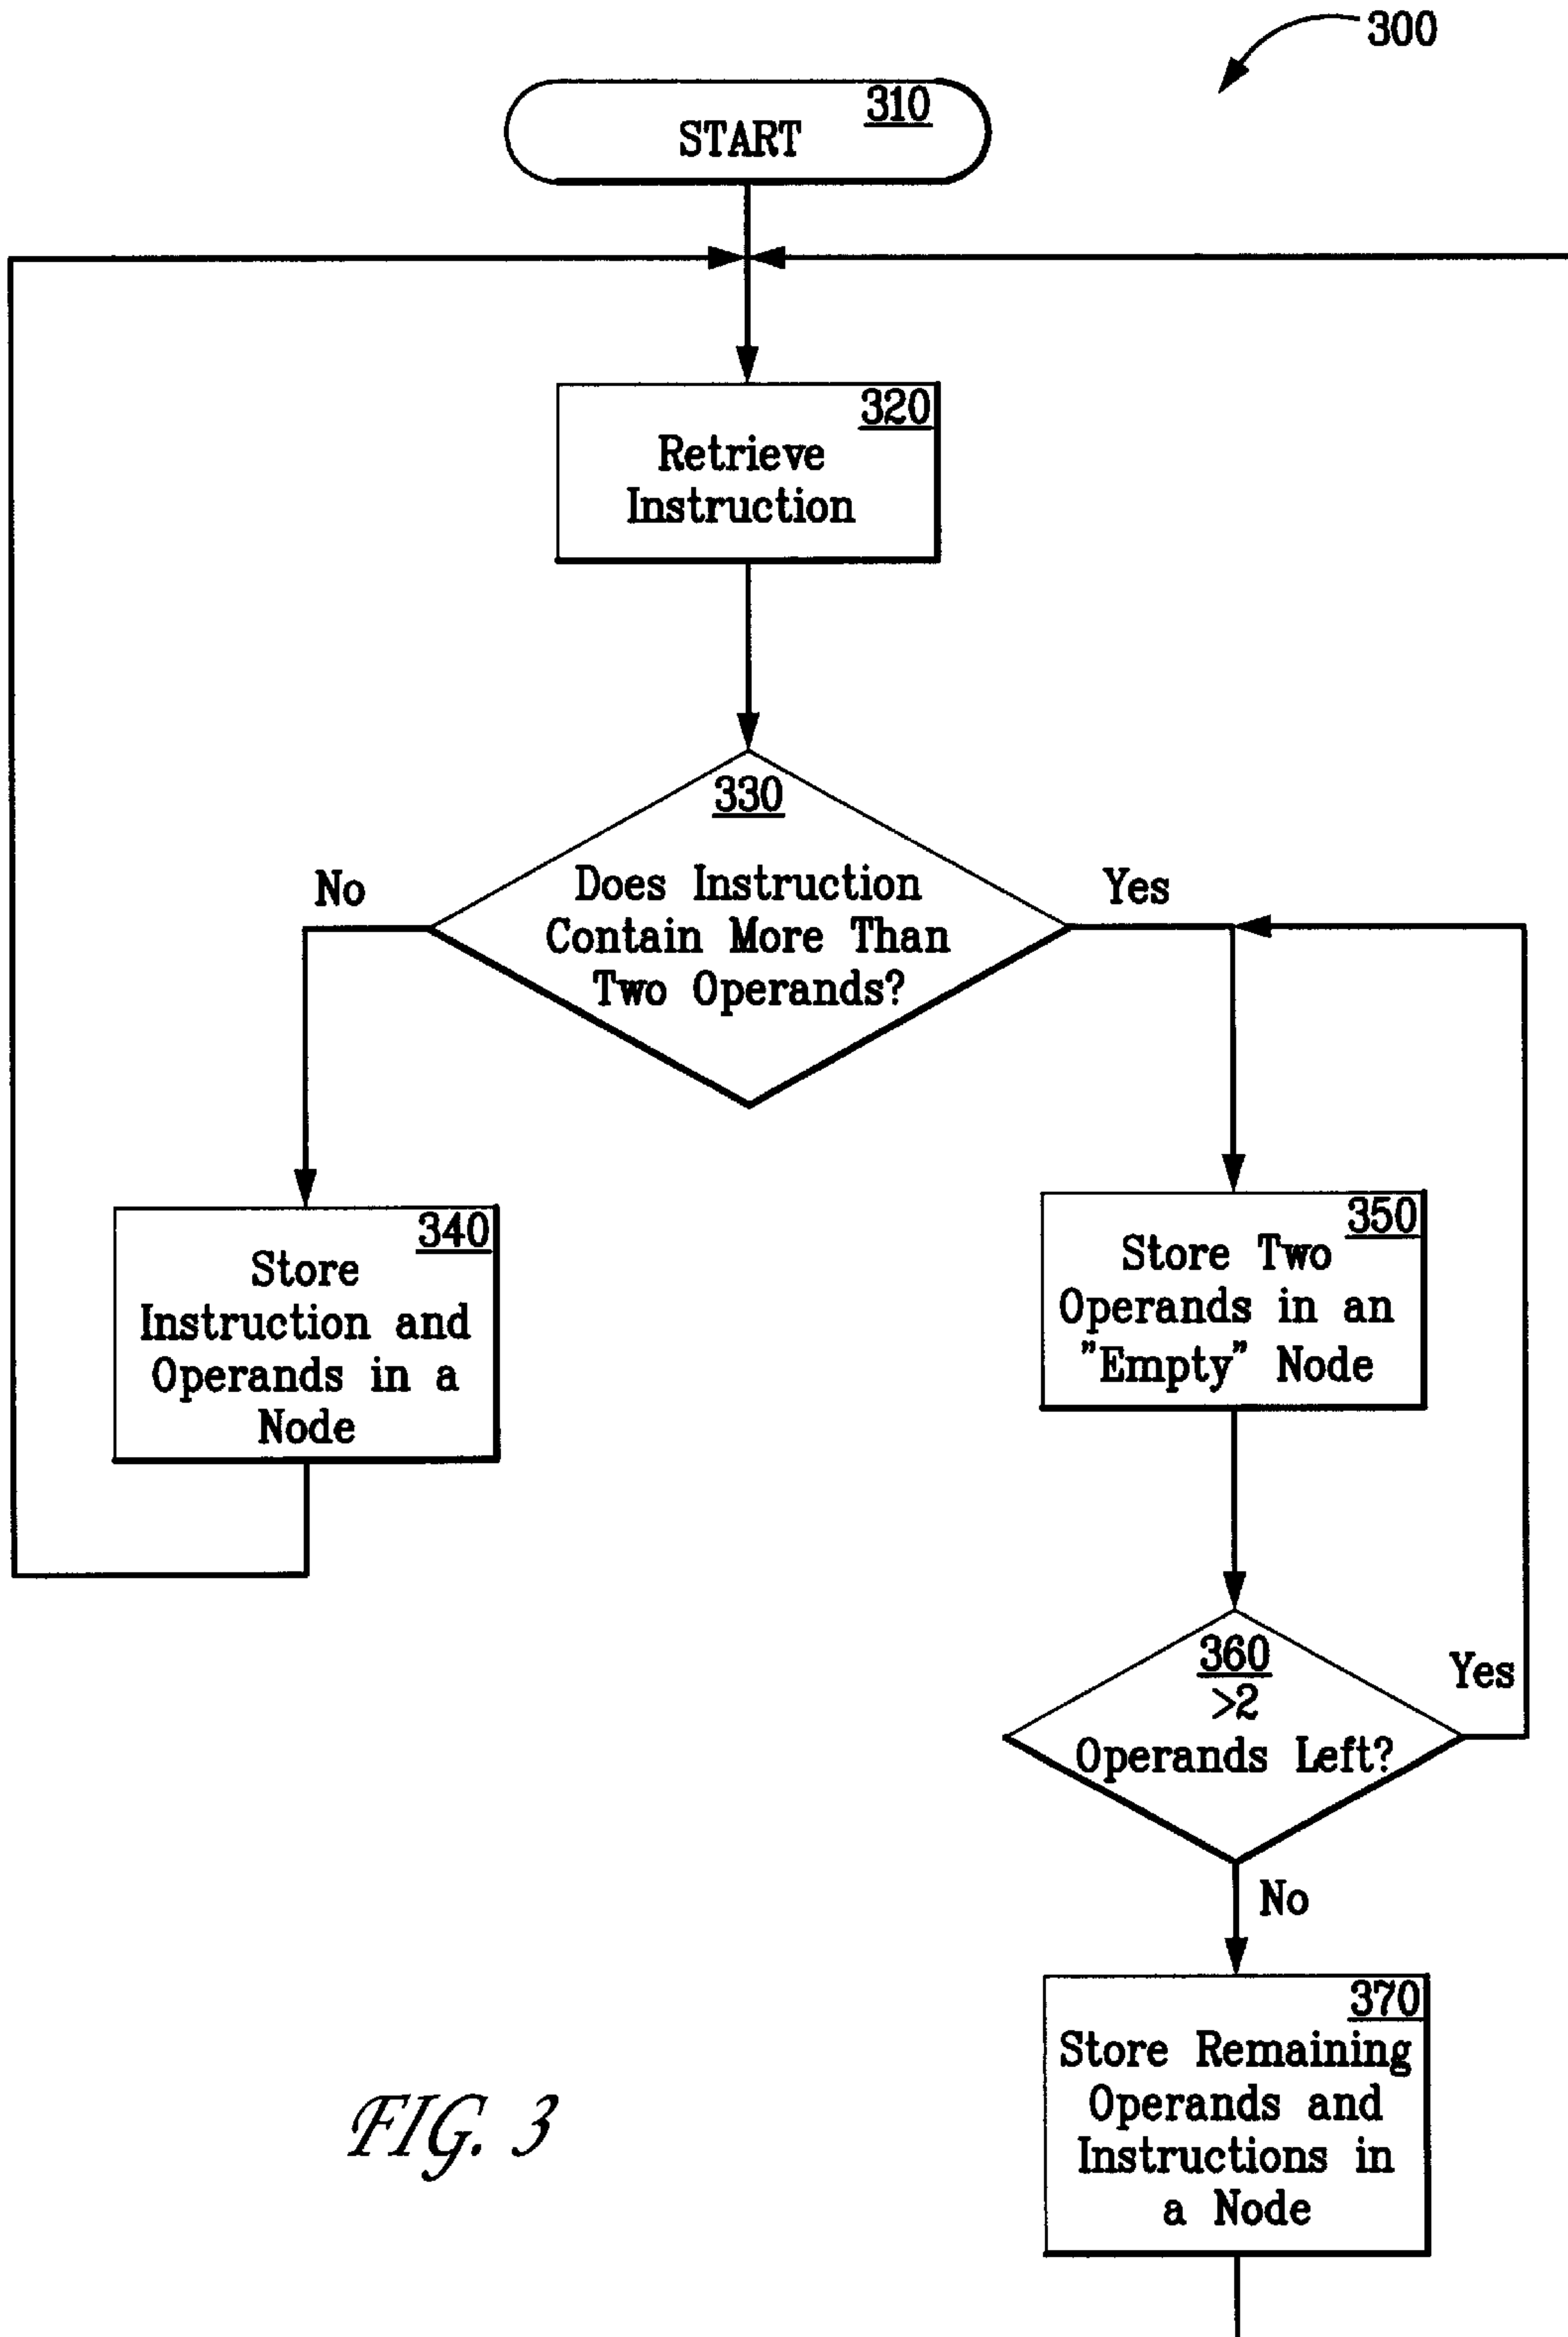 300
310
START
320
Retrieve
Instruction
330
Does Instruction
Contain More Than
Two Operands?
No
Yes
340
Store
Instruction and
Operands in a
Node
350
Store Two
Operands in an
"Empty" Node
360
>2
Operands Left?
Yes
No
370
Store Remaining
Operands and
Instructions in
a Node
FIG. 3